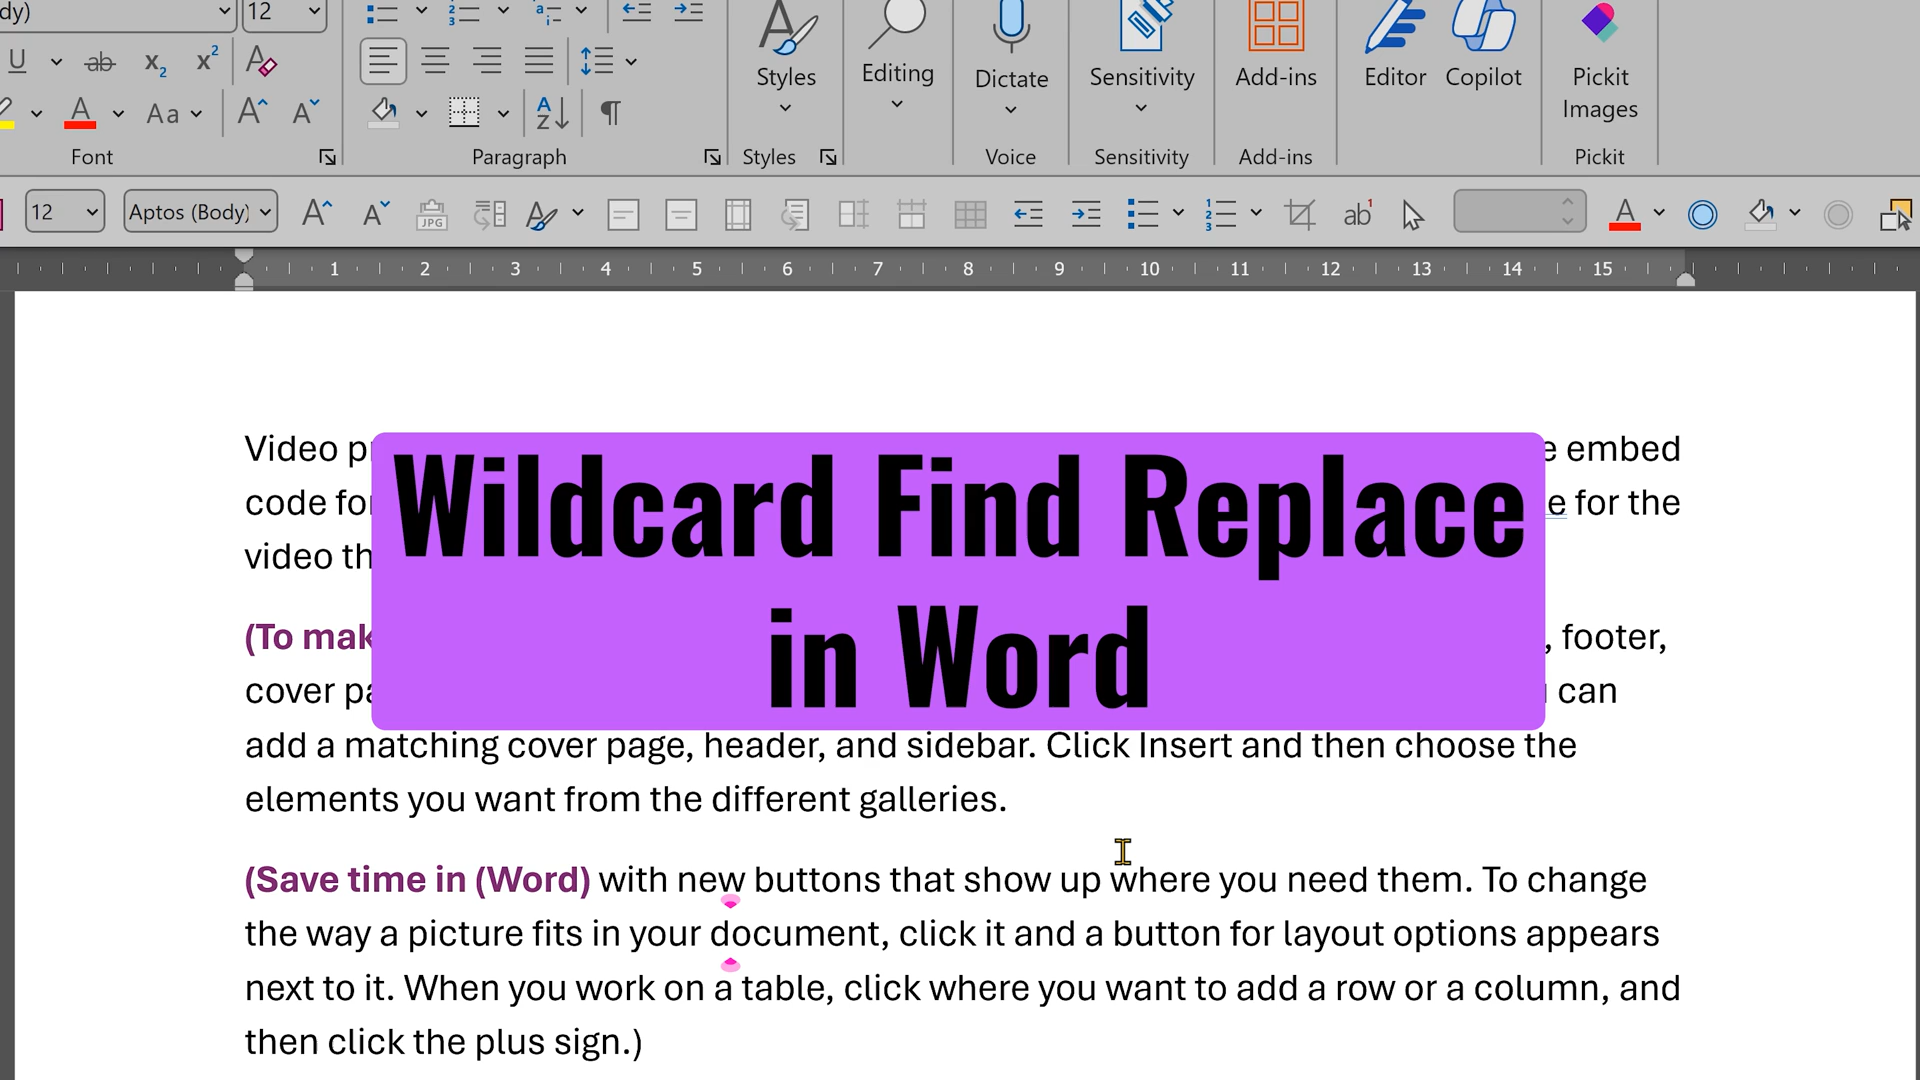 dy) 12
U ab x2 x2 A
A Aa A A A Z ¶
Styles Editing Dictate Sensitivity Add-ins Editor Copilot Pickit Images
Font Paragraph Styles Voice Sensitivity Add-ins Pickit
12 Aptos (Body) A A JPG ab1 A
1 2 3 4 5 6 7 8 9 10 11 12 13 14 15
Video p embed
code fo e for the
video th
Wildcard Find Replace
in Word
(To mak , footer,
cover pa can
add a matching cover page, header, and sidebar. Click Insert and then choose the
elements you want from the different galleries.
(Save time in (Word) with new buttons that show up where you need them. To change
the way a picture fits in your document, click it and a button for layout options appears
next to it. When you work on a table, click where you want to add a row or a column, and
then click the plus sign.)